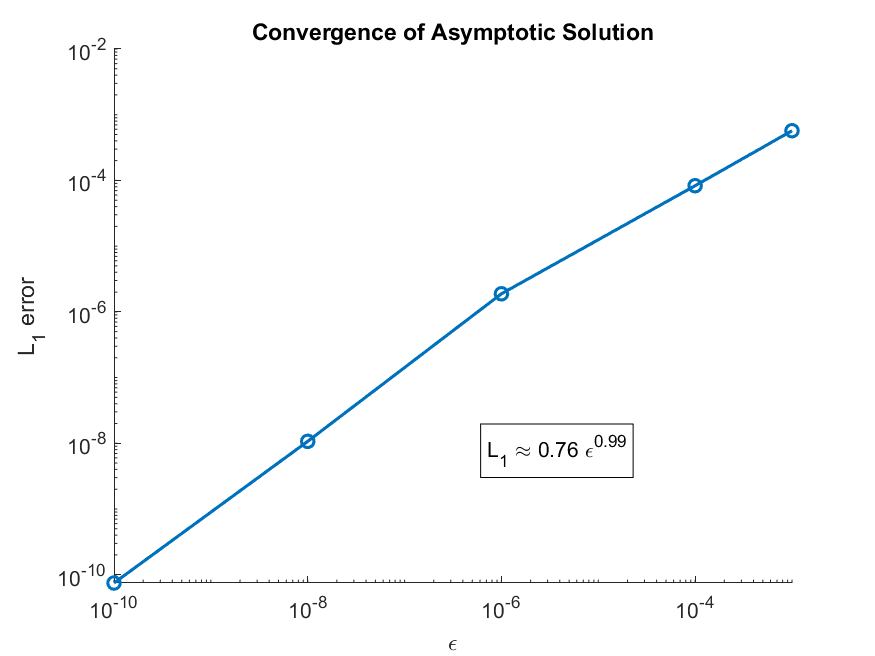 Convergence of Asymptotic Solution
10^-2
10^-4
10^-6
10^-8
10^-10
L_1 error
L_1 ≈ 0.76 ϵ^0.99
10^-10 10^-8 10^-6 10^-4
ϵ